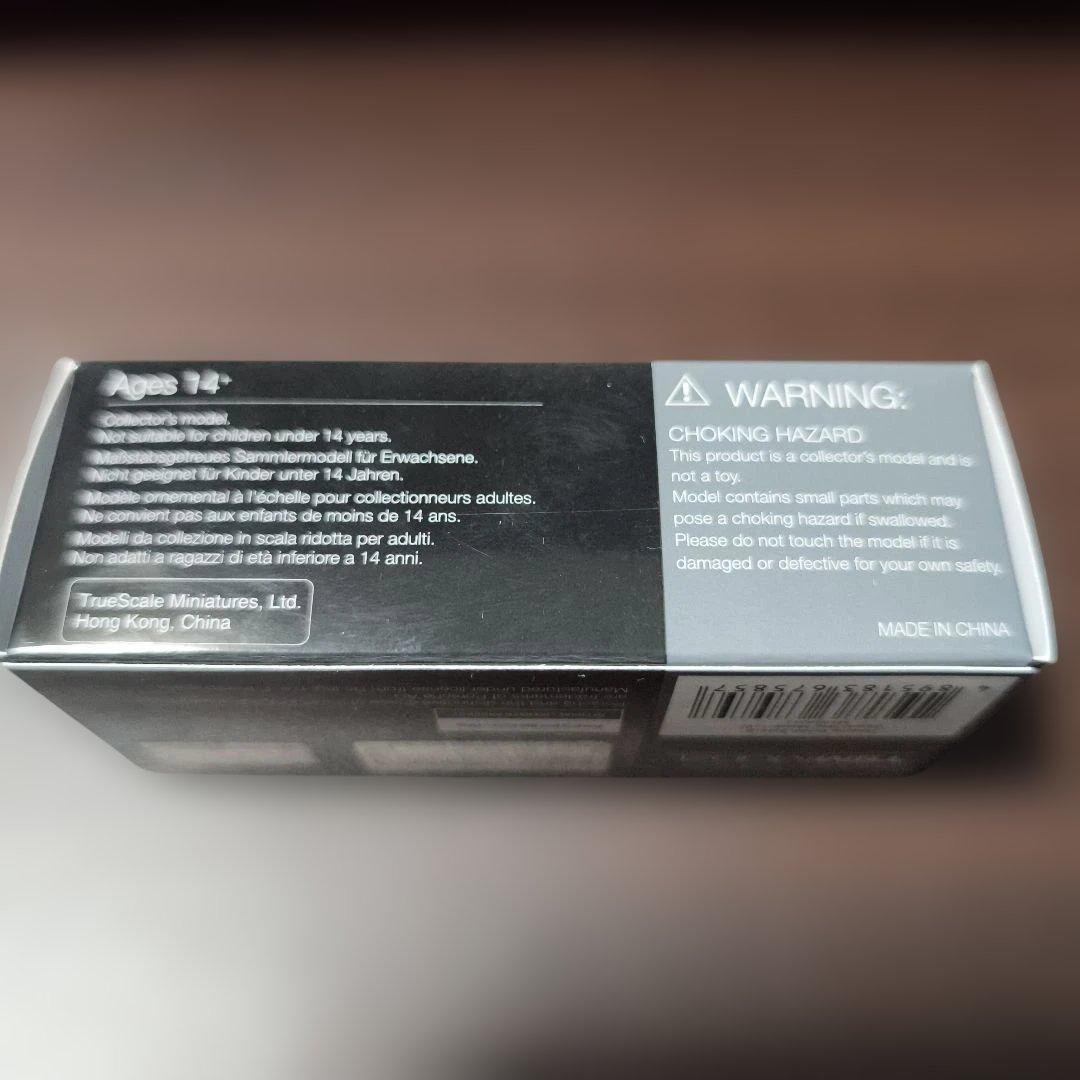 Ages 14+
Collector's model.
Not suitable for children under 14 years.
Maßstabsgetreues Sammlermodell für Erwachsene.
Nicht geeignet für Kinder unter 14 Jahren.
Modèle ornemental à l'échelle pour collectionneurs adultes.
Ne convient pas aux enfants de moins de 14 ans.
Modelli da collezione in scala ridotta per adulti.
Non adatti a ragazzi di età inferiore a 14 anni.
TrueScale Miniatures, Ltd.
Hong Kong, China
WARNING:
CHOKING HAZARD
This product is a collector's model and is
not a toy.
Model contains small parts which may
pose a choking hazard if swallowed.
Please do not touch the model if it is
damaged or defective for your own safety.
MADE IN CHINA
Manufactured under license from